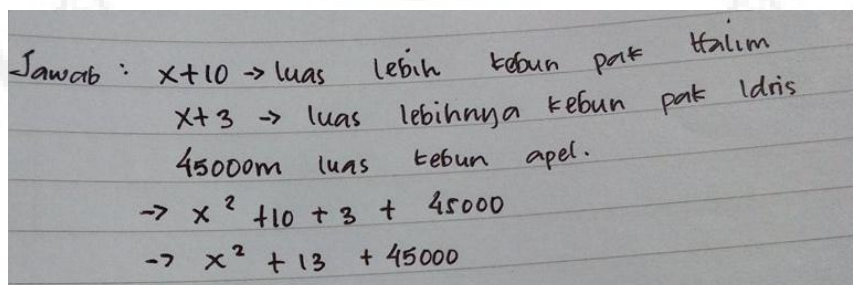 Jawab : x+10 → luas lebih kebun pak Halim
x+3 → luas lebihnya kebun pak Idris
45000m luas kebun apel.
→ x² +10 + 3 + 45000
→ x² + 13 + 45000